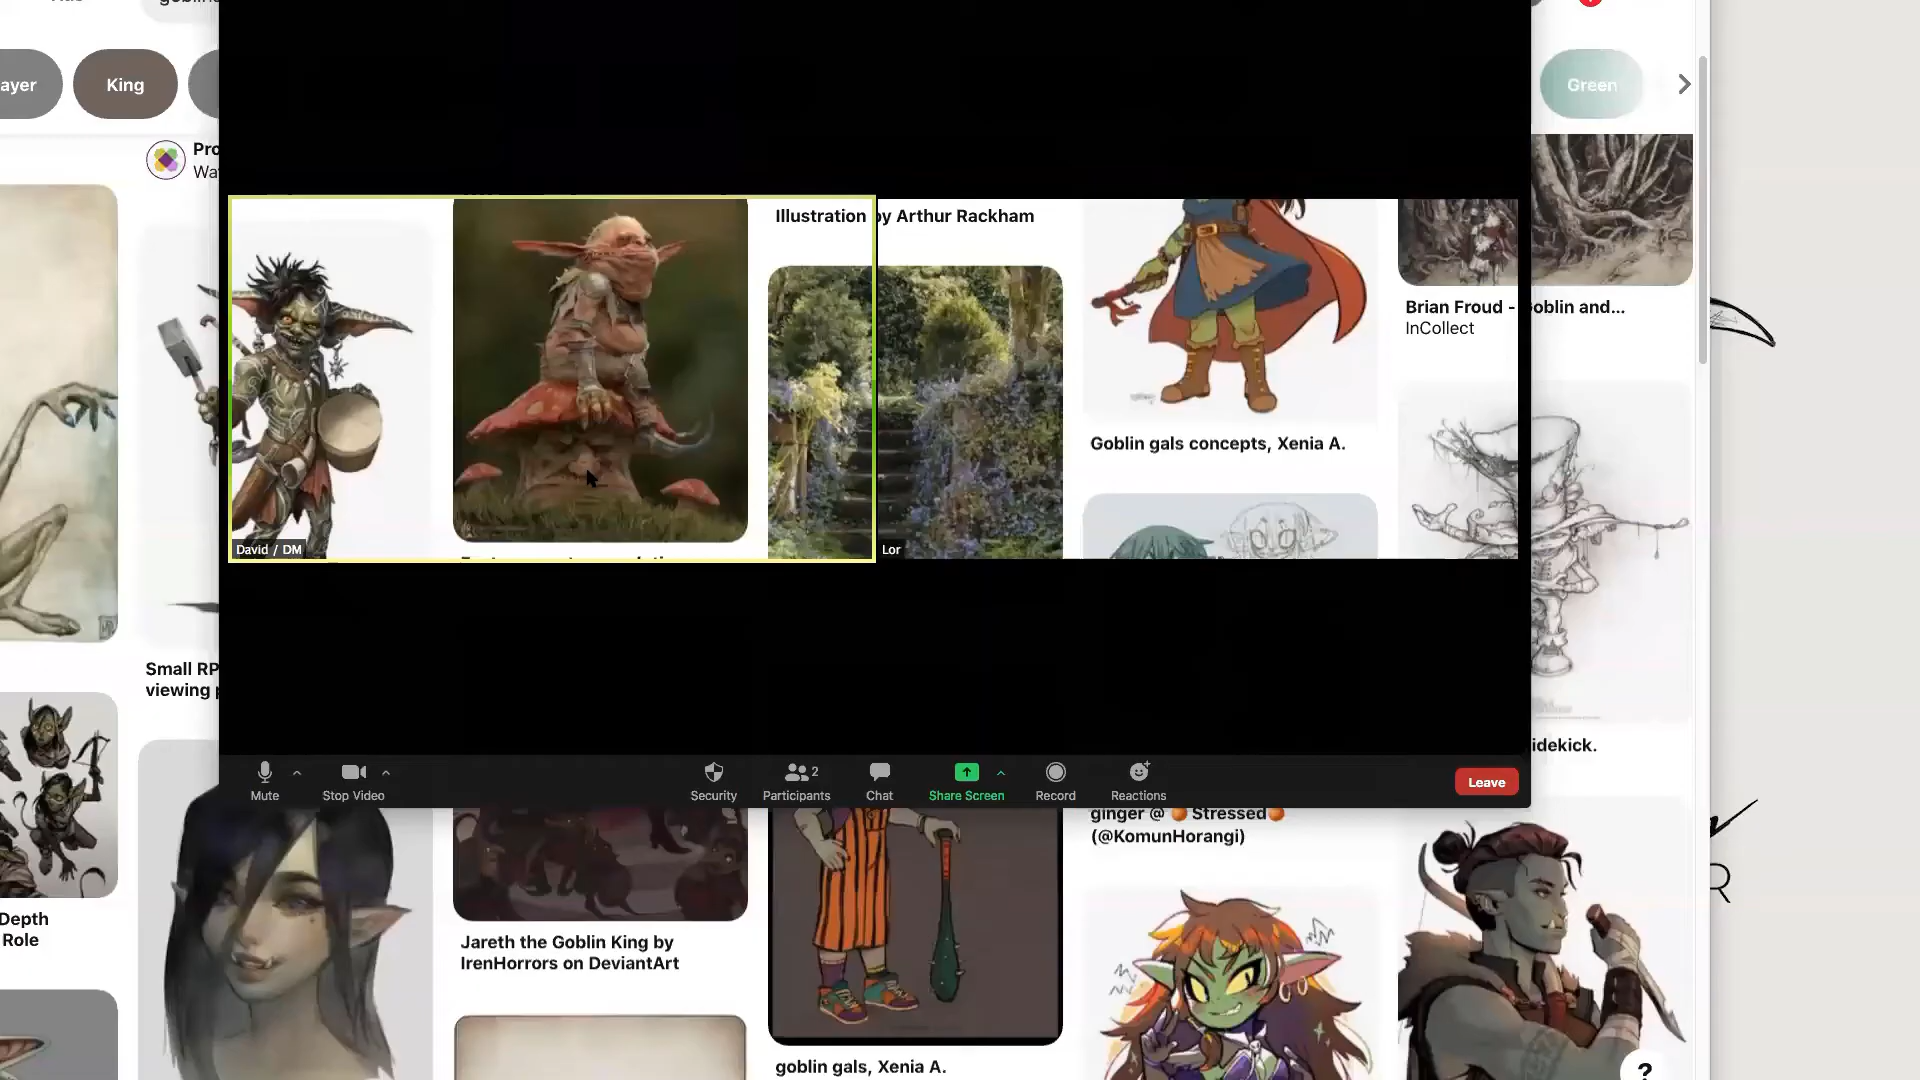 ayer
King
Green
Pro
Wa
Illustration by Arthur Rackham
Brian Froud - Goblin and...
InCollect
Goblin gals concepts, Xenia A.
David / DM
Lor
Small RP
viewing
idekick.
Mute
Stop Video
Security
2
Participants
Chat
Share Screen
Record
Reactions
Leave
ginger @ 🍊 Stressed🍊
(@KomunHorangi)
Depth
Role
Jareth the Goblin King by
IrenHorrors on DeviantArt
goblin gals, Xenia A.
?
R